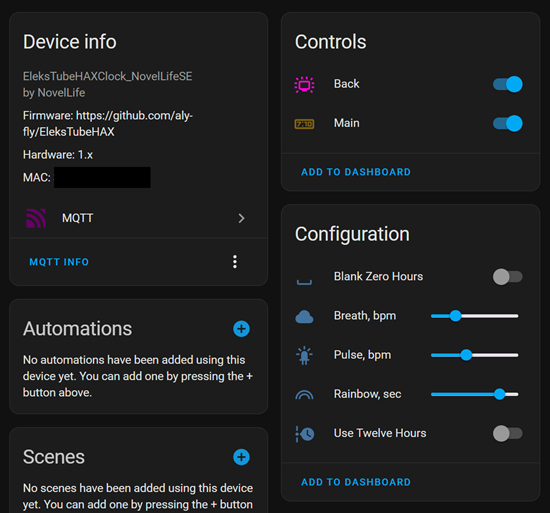 Device info
EleksTubeHAXClock_NovelLifeSE
by NovelLife
Firmware: https://github.com/aly-
fly/EleksTubeHAX
Hardware: 1.x
MAC:
MQTT
MQTT INFO
Automations
No automations have been added using this
device yet. You can add one by pressing the +
button above.
Scenes
No scenes have been added using this device
yet. You can add one by pressing the + button
Controls
Back
7:10
Main
ADD TO DASHBOARD
Configuration
Blank Zero Hours
Breath, bpm
Pulse, bpm
Rainbow, sec
Use Twelve Hours
ADD TO DASHBOARD